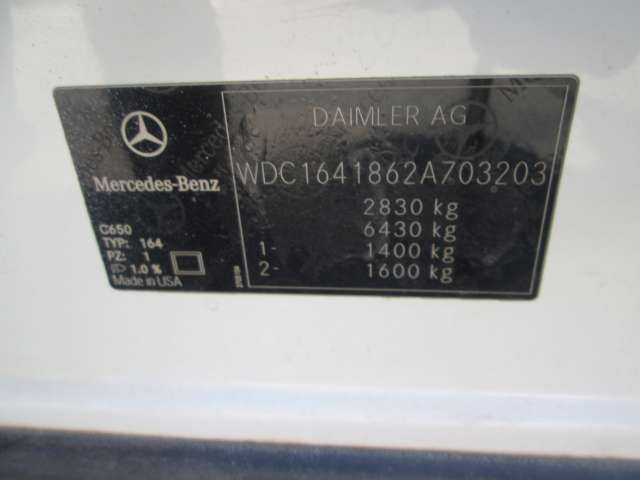 DAIMLER AG
Mercedes-Benz
WDC1641862A703203
2830 kg
6430 kg
1- 1400 kg
2- 1600 kg
C650
TYP: 164
PZ: 1
1.0 %
Made in USA